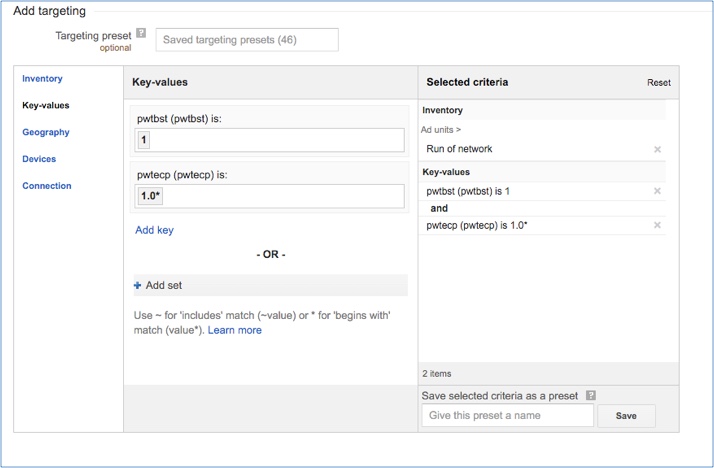 Add targeting
Targeting preset ?
optional
Saved targeting presets (46)
Inventory
Key-values
Geography
Devices
Connection
Key-values
pwtbst (pwtbst) is:
1
pwtecp (pwtecp) is:
1.0*
Add key
- OR -
+ Add set
Use ~ for 'includes' match (~value) or * for 'begins with'
match (value*). Learn more
Selected criteria
Reset
Inventory
Ad units >
Run of network
Key-values
pwtbst (pwtbst) is 1
and
pwtecp (pwtecp) is 1.0*
2 items
Save selected criteria as a preset ?
Give this preset a name
Save